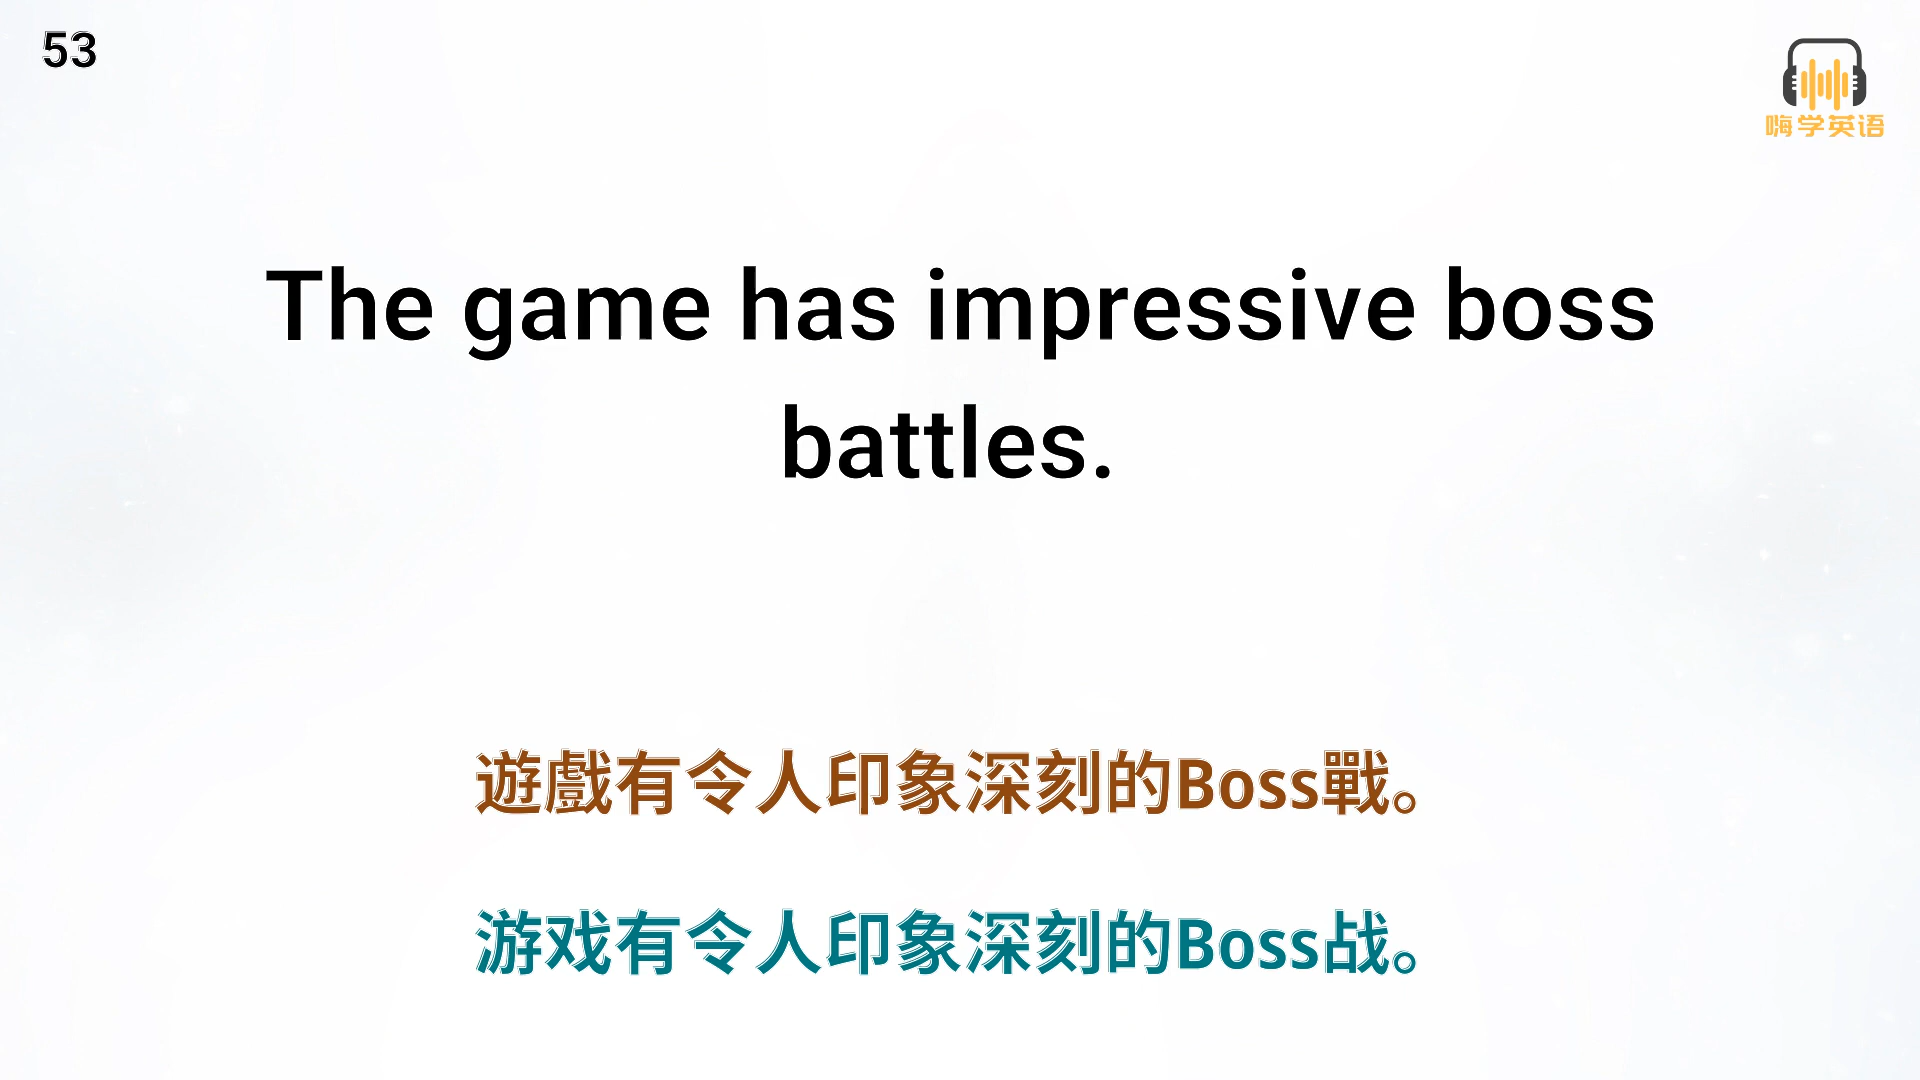 53
嗨学英语
The game has impressive boss
battles.
遊戲有令人印象深刻的Boss戰。
游戏有令人印象深刻的Boss战。